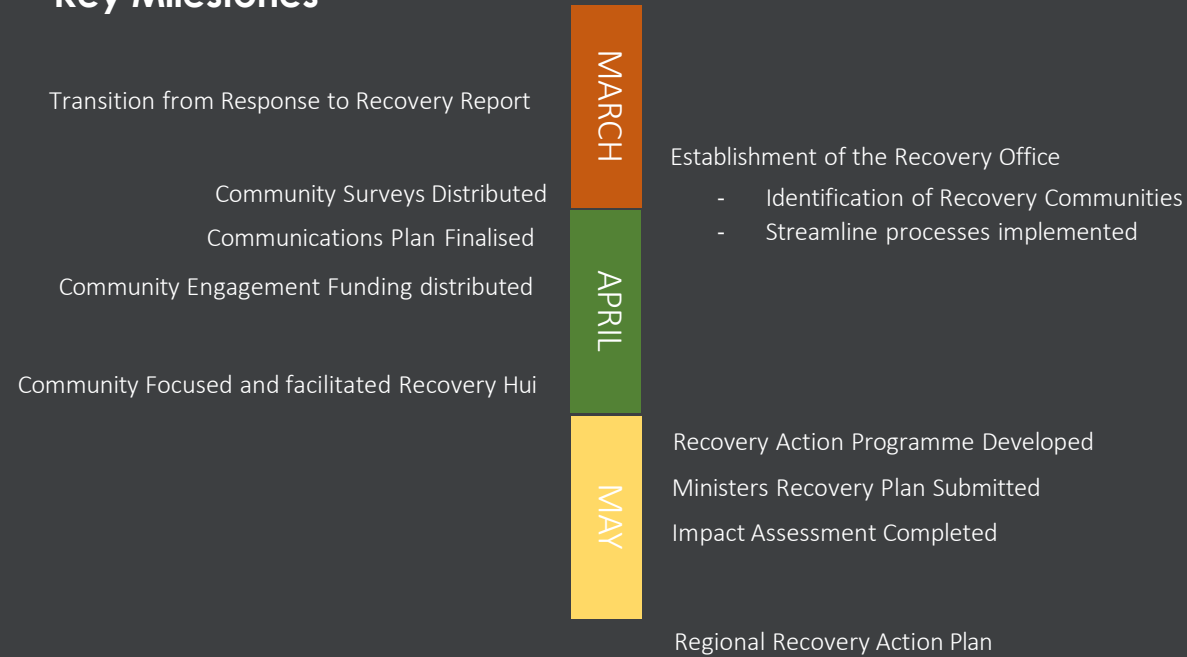 Key Milestones
MARCH
Transition from Response to Recovery Report
Establishment of the Recovery Office
- Identification of Recovery Communities
- Streamline processes implemented
Community Surveys Distributed
APRIL
Communications Plan Finalised
Community Engagement Funding distributed
Community Focused and facilitated Recovery Hui
MAY
Recovery Action Programme Developed
Ministers Recovery Plan Submitted
Impact Assessment Completed
Regional Recovery Action Plan